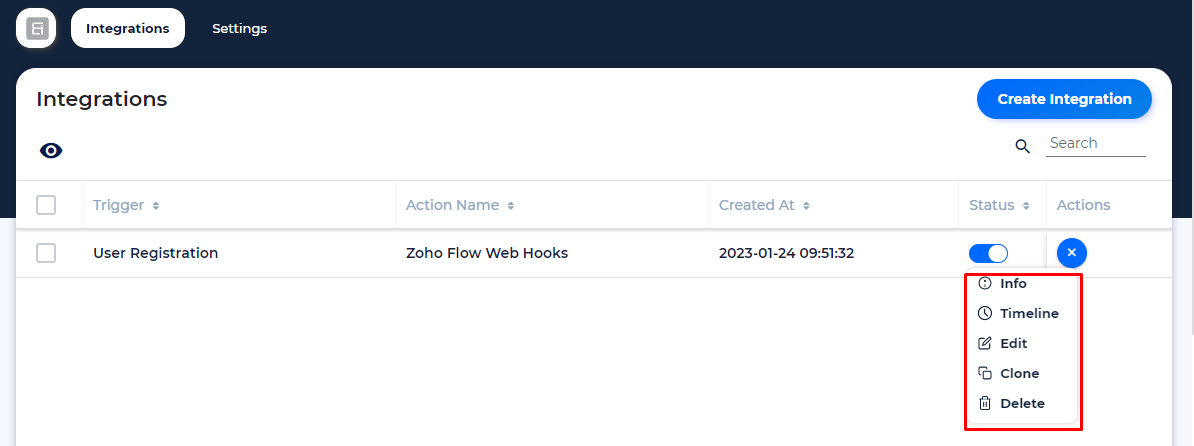 Integrations
Settings
Integrations
Create Integration
Search
Trigger Action Name Created At Status Actions
User Registration Zoho Flow Web Hooks 2023-01-24 09:51:32
Info
Timeline
Edit
Clone
Delete